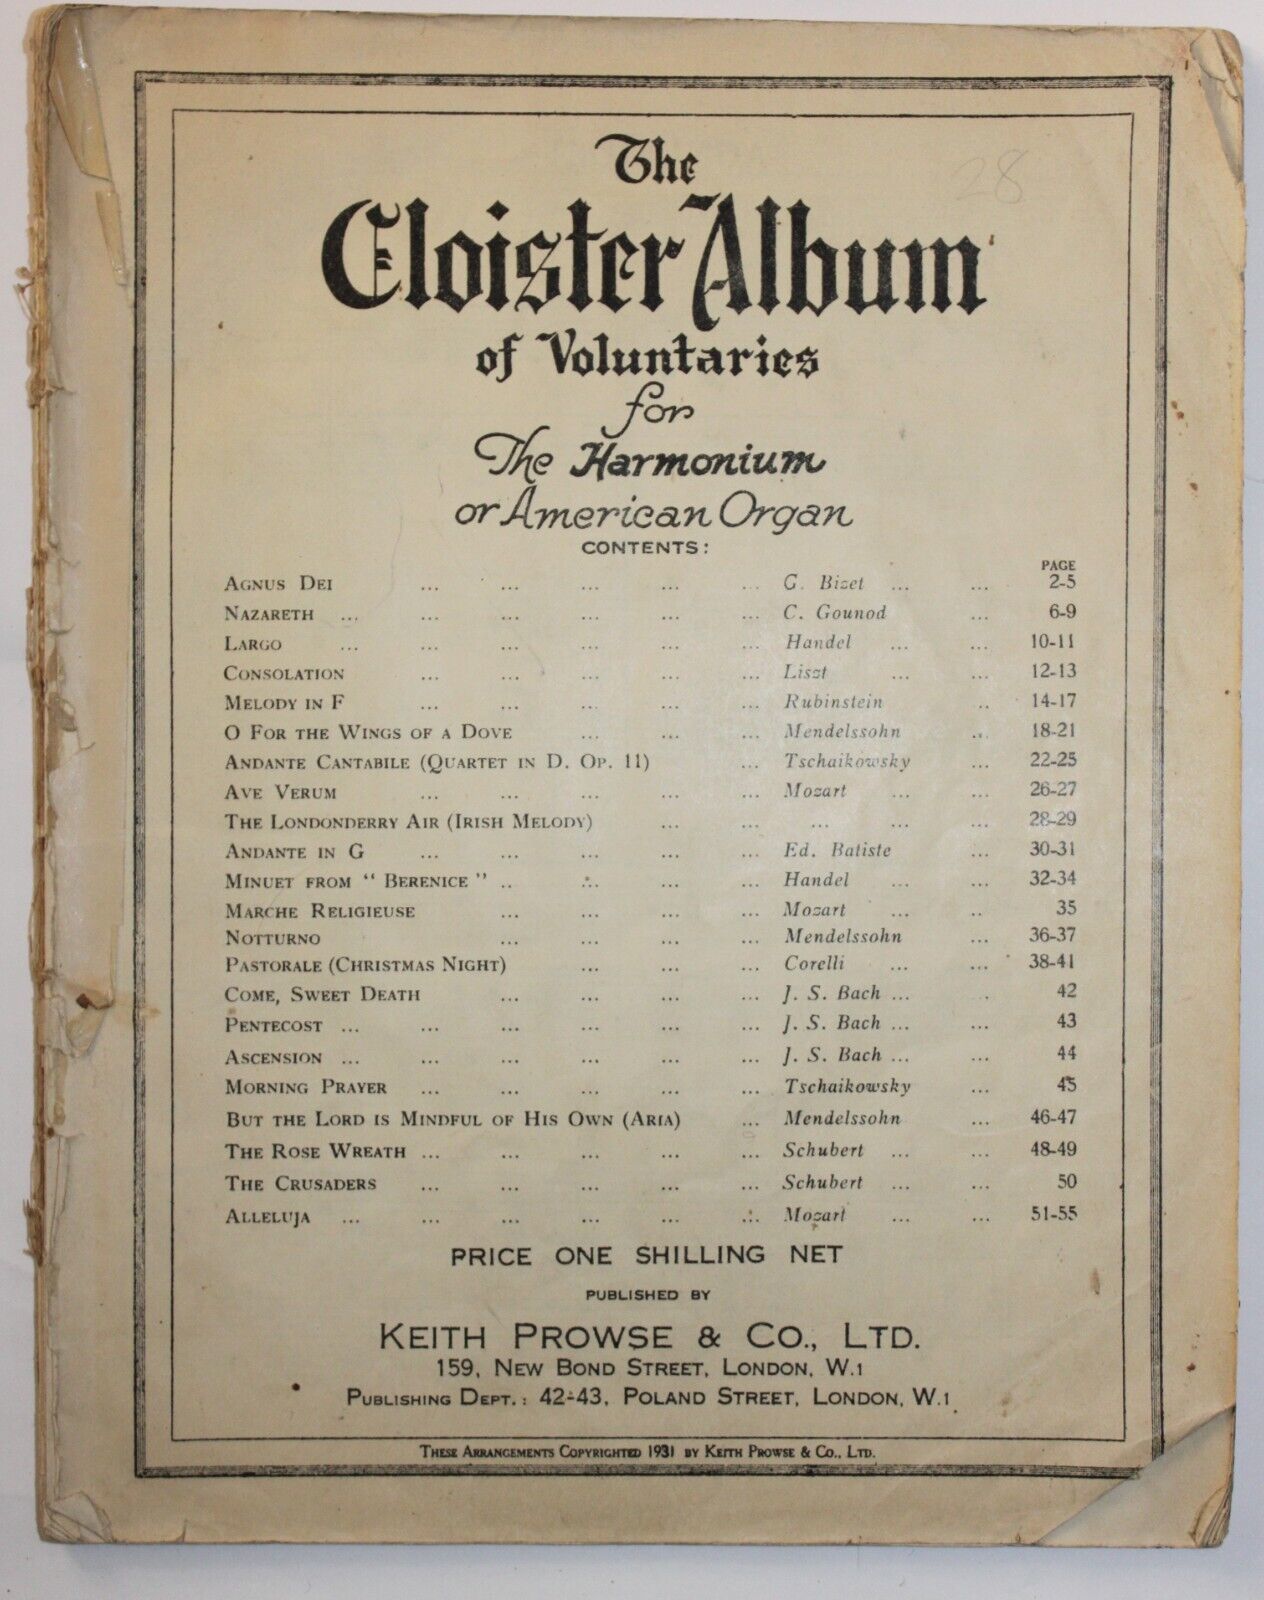 The
28
Cloister Album
of Voluntaries
for
The Harmonium
or American Organ
CONTENTS:
PAGE
AGNUS DEI ... ... ... ... ... G. Bizet ... ... 2-5
NAZARETH ... ... ... ... ... ... C. Gounod ... 6-9
LARGO ... ... ... ... ... ... Handel ... ... 10-11
CONSOLATION ... ... ... ... ... Liszt ... ... 12-13
MELODY IN F ... ... ... ... ... Rubinstein .. 14-17
O FOR THE WINGS OF A DOVE ... ... ... Mendelssohn ... 18-21
ANDANTE CANTABILE (QUARTET IN D. OP. 11) ... Tschaikowsky ... 22-25
AVE VERUM ... ... ... ... ... Mozart ... ... 26-27
THE LONDONDERRY AIR (IRISH MELODY) ... ... ... ... ... 28-29
ANDANTE IN G ... ... ... ... ... Ed. Batiste ... 30-31
MINUET FROM " BERENICE " .. ... ... ... Handel ... ... 32-34
MARCHE RELIGIEUSE ... ... ... ... Mozart ... .. 35
NOTTURNO ... ... ... ... Mendelssohn ... 36-37
PASTORALE (CHRISTMAS NIGHT) ... ... ... Corelli ... ... 38-41
COME, SWEET DEATH ... ... ... ... J. S. Bach ... .. 42
PENTECOST ... ... ... ... ... ... J. S. Bach ... ... 43
ASCENSION ... ... ... ... ... ... J. S. Bach ... ... 44
MORNING PRAYER ... ... ... ... ... Tschaikowsky ... 45
BUT THE LORD IS MINDFUL OF HIS OWN (ARIA) ... Mendelssohn ... 46-47
THE ROSE WREATH ... ... ... ... ... Schubert ... ... 48-49
THE CRUSADERS ... ... ... ... ... Schubert ... ... 50
ALLELUJA ... ... ... ... ... ... Mozart ... ... 51-55
PRICE ONE SHILLING NET
PUBLISHED BY
KEITH PROWSE & CO., LTD.
159, NEW BOND STREET, LONDON, W.1
PUBLISHING DEPT.: 42-43, POLAND STREET, LONDON, W.1.
THESE ARRANGEMENTS COPYRIGHTED 1931 BY KEITH PROWSE & CO., LTD.